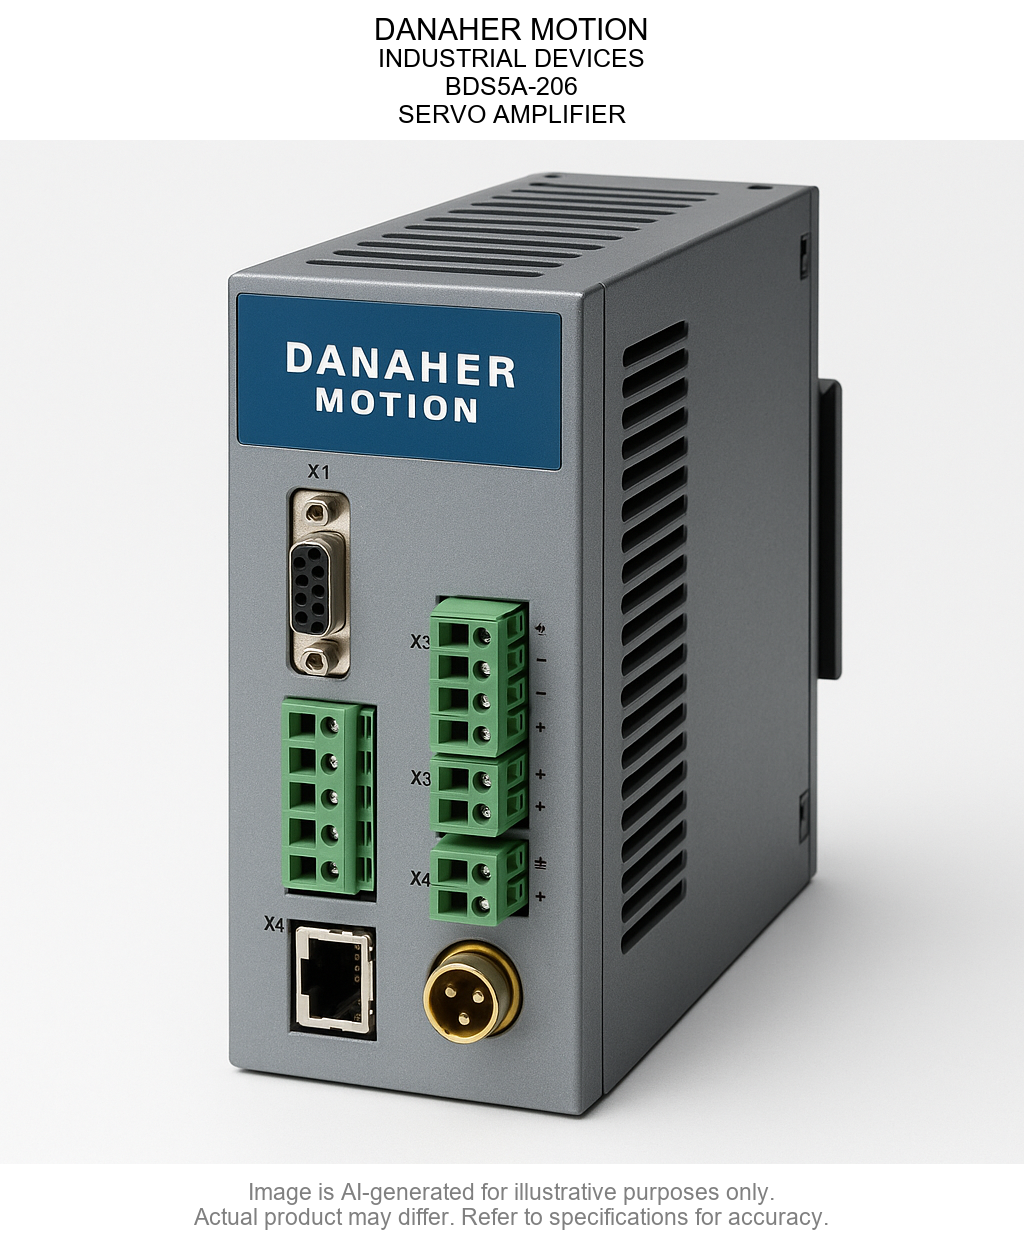 DANAHER MOTION
INDUSTRIAL DEVICES
BDS5A-206
SERVO AMPLIFIER
DANAHER
MOTION
X1
X3
-
-
+
X3
+
+
X4
+
X4
Image is AI-generated for illustrative purposes only.
Actual product may differ. Refer to specifications for accuracy.